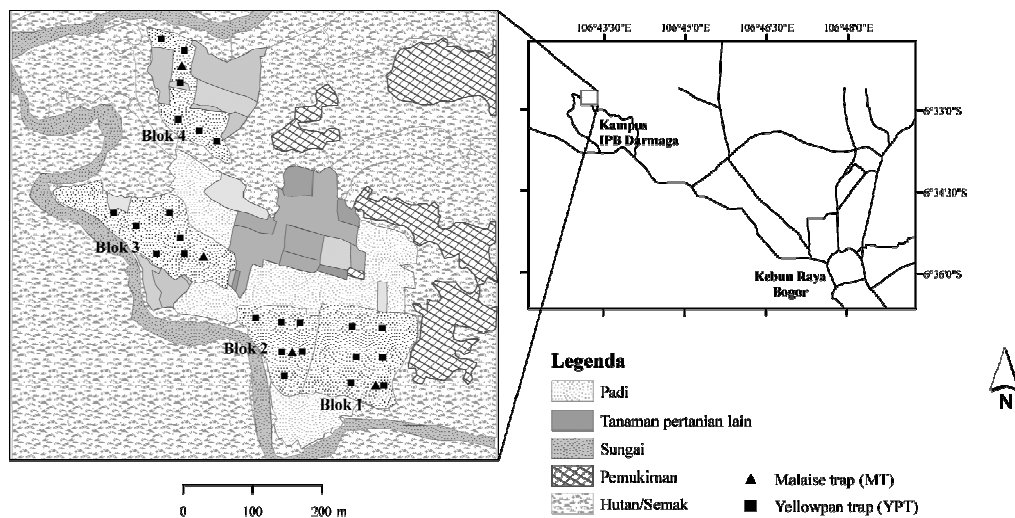 106°43'30"E 106°45'0"E 106°46'30"E 106°48'0"E
6°33'0"S
6°34'30"S
6°36'0"S
Blok 4
Kampus
IPB Darmaga
Blok 3
Kebun Raya
Bogor
Blok 2
Blok 1
Legenda
Padi
Tanaman pertanian lain
Sungai
Pemukiman
Hutan/Semak
Malaise trap (MT)
Yellowpan trap (YPT)
N
0 100 200 m